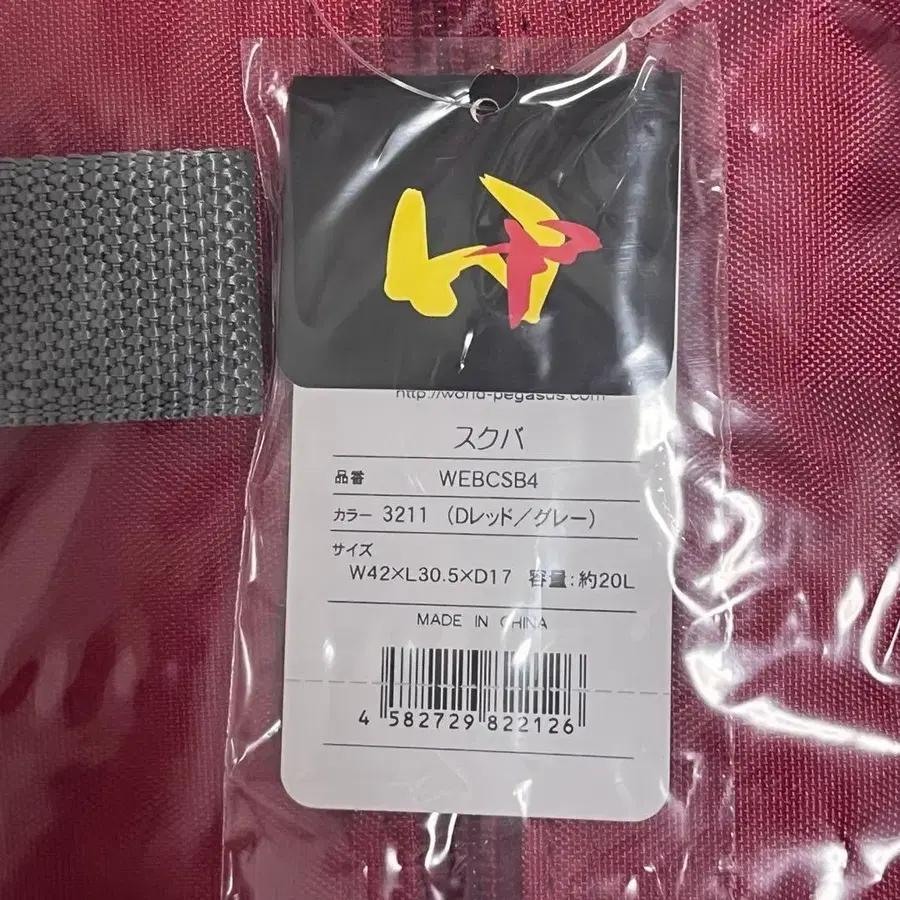 http://world-pegasus.com
スクバ
品番 WEBCSB4
カラー 3211 (Dレッド／グレー)
サイズ
W42×L30.5×D17 容量:約20L
MADE IN CHINA
4 582729 822126